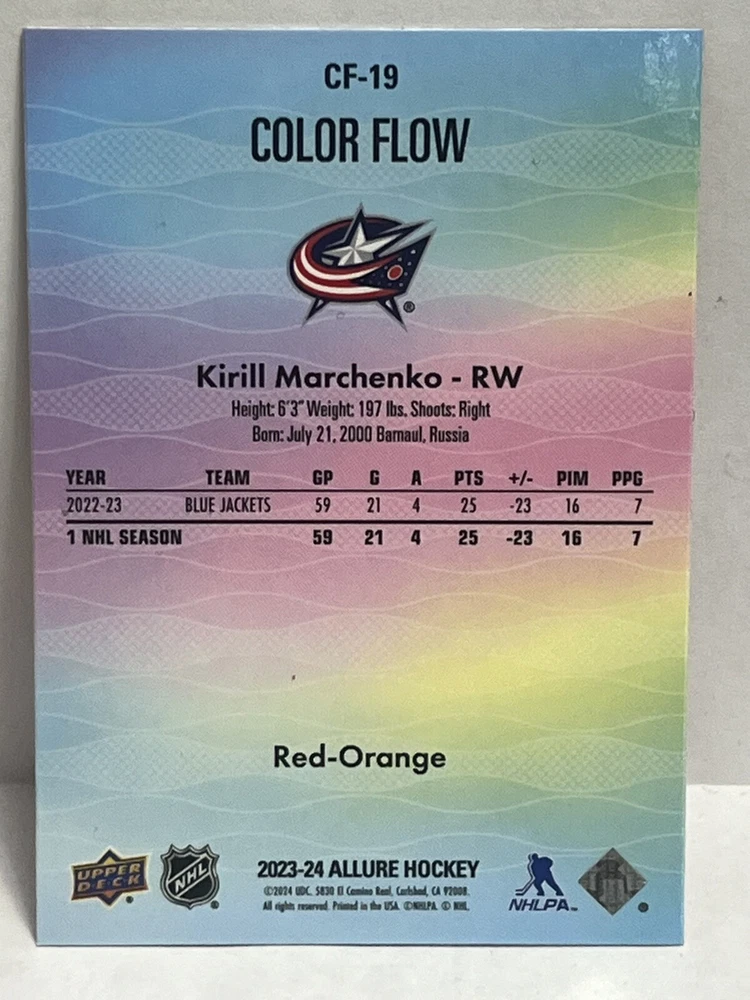 CF-19
COLOR FLOW
®
Kirill Marchenko - RW
Height: 6'3" Weight: 197 lbs. Shoots: Right
Born: July 21, 2000 Barnaul, Russia
YEAR TEAM GP G A PTS +/- PIM PPG
2022-23 BLUE JACKETS 59 21 4 25 -23 16 7
1 NHL SEASON 59 21 4 25 -23 16 7
Red-Orange
UPPER DECK ® NHL ® 2023-24 ALLURE HOCKEY NHLPA™
©2024 UDC. 5830 El Camino Real, Carlsbad, CA 92008.
All rights reserved. Printed in the USA. ©NHLPA. © NHL.